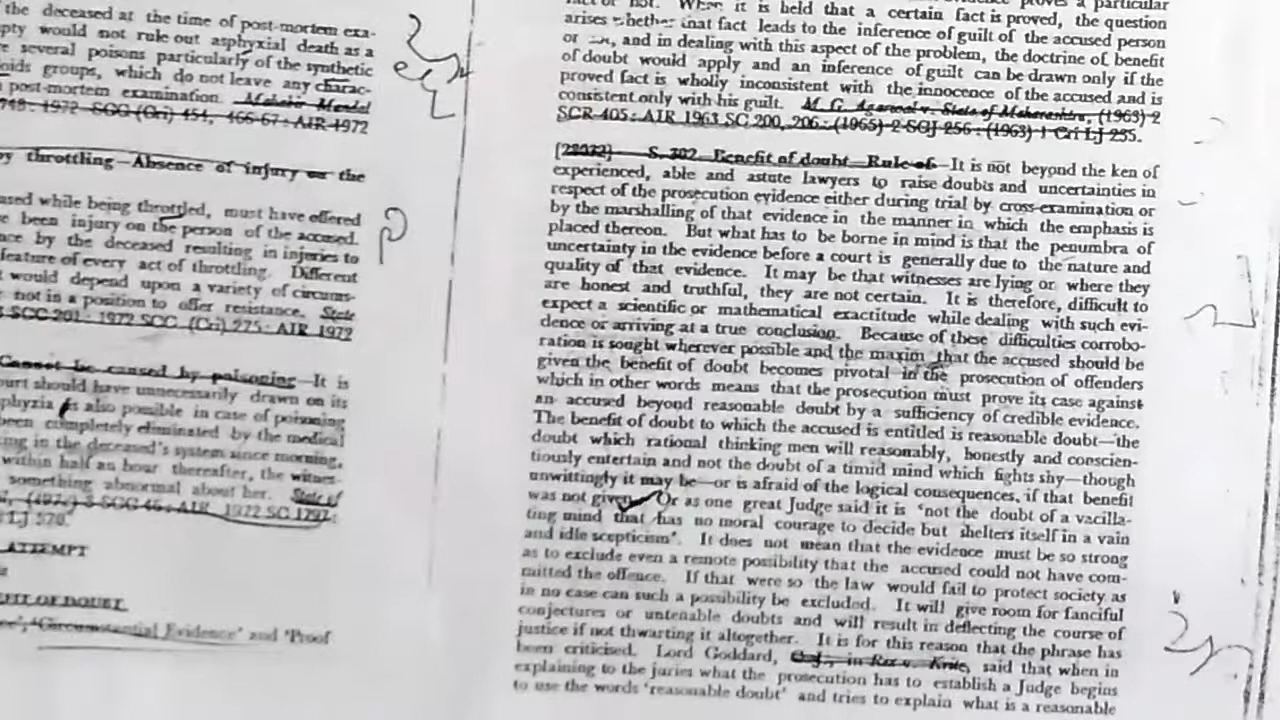 the deceased at the time of post-mortem exa-
pty would not rule out asphyxial death as a
e several poisons particularly of the synthetic
oids groups, which do not leave any charac-
post-mortem examination. Mahabir Mandal
748 : 1972 SCC (Cri) 454, 466-67 : AIR 1972
by throttling—Absence of injury on the
ased while being throttled, must have offered
e been injury on the person of the accused.
nce by the deceased resulting in injuries to
feature of every act of throttling. Different
t would depend upon a variety of circums-
not in a position to offer resistance. State
SCC 201 : 1972 SCC (Cri) 275 : AIR 1972
Cannot be caused by poisoning—It is
ourt should have unnecessarily drawn on its
phyxia is also possible in case of poisoning
been completely eliminated by the medical
ing in the deceased's system since morning,
within half an hour thereafter, the witnes-
something abnormal about her. State of
3 SCC 46 : AIR 1972 SC 1797
LJ 570.
ATTEMPT
FIT OF DOUBT
'Circumstantial Evidence' and 'Proof
proves a particular
fact or not. When it is held that a certain fact is proved, the question
arises whether that fact leads to the inference of guilt of the accused person
or not, and in dealing with this aspect of the problem, the doctrine of benefit
of doubt would apply and an inference of guilt can be drawn only if the
proved fact is wholly inconsistent with the innocence of the accused and is
consistent only with his guilt. M. G. Agarwal v. State of Maharashtra, (1963) 2
SCR 405 : AIR 1963 SC 200, 206 : (1965) 2 SCJ 256 : (1963) 1 Cri LJ 235.
S. 302 Benefit of doubt—Rule of—It is not beyond the ken of
experienced, able and astute lawyers to raise doubts and uncertainties in
respect of the prosecution evidence either during trial by cross-examination or
by the marshalling of that evidence in the manner in which the emphasis is
placed thereon. But what has to be borne in mind is that the penumbra of
uncertainty in the evidence before a court is generally due to the nature and
quality of that evidence. It may be that witnesses are lying or where they
are honest and truthful, they are not certain. It is therefore, difficult to
expect a scientific or mathematical exactitude while dealing with such evi-
dence or arriving at a true conclusion. Because of these difficulties corrobo-
ration is sought wherever possible and the maxim that the accused should be
given the benefit of doubt becomes pivotal in the prosecution of offenders
which in other words means that the prosecution must prove its case against
an accused beyond reasonable doubt by a sufficiency of credible evidence.
The benefit of doubt to which the accused is entitled is reasonable doubt—the
doubt which rational thinking men will reasonably, honestly and conscien-
tiously entertain and not the doubt of a timid mind which fights shy—though
unwittingly it may be—or is afraid of the logical consequences, if that benefit
was not given. Or as one great Judge said it is 'not the doubt of a vacilla-
ting mind that has no moral courage to decide but shelters itself in a vain
and idle scepticism'. It does not mean that the evidence must be so strong
as to exclude even a remote possibility that the accused could not have com-
mitted the offence. If that were so the law would fail to protect society as
in no case can such a possibility be excluded. It will give room for fanciful
conjectures or untenable doubts and will result in deflecting the course of
justice if not thwarting it altogether. It is for this reason that the phrase has
been criticised. Lord Goddard, C.J., in Rex v. Kritz, said that when in
explaining to the juries what the prosecution has to establish a Judge begins
to use the words 'reasonable doubt' and tries to explain what is a reasonable